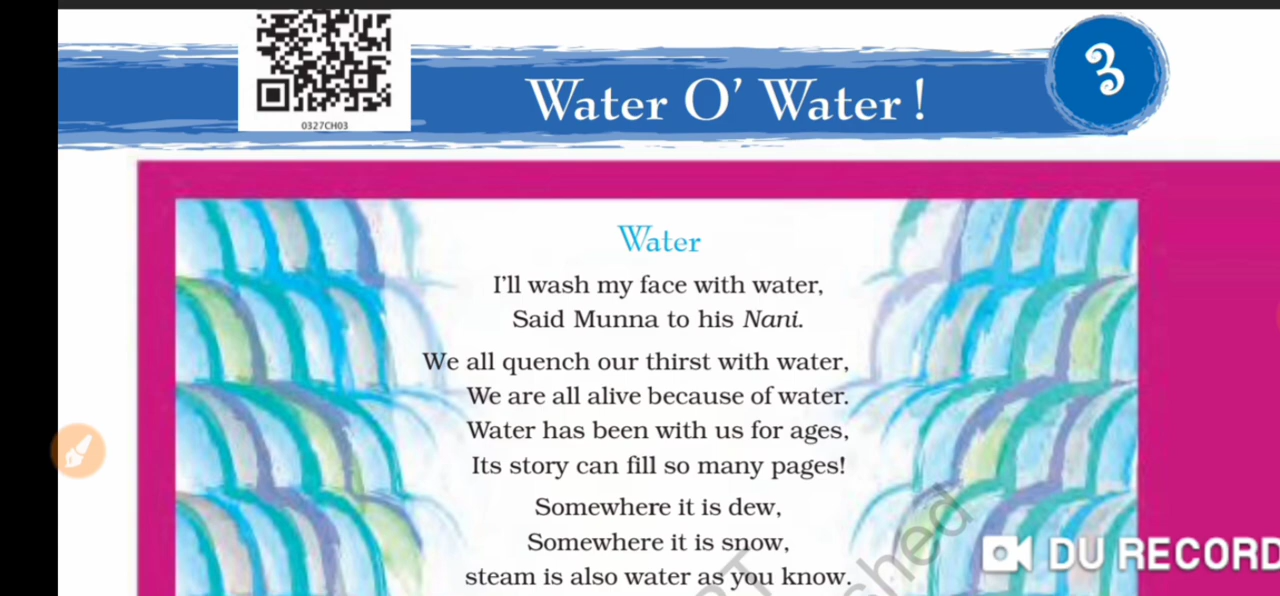 0327CH03
Water O' Water !
3
Water
I'll wash my face with water,
Said Munna to his Nani.
We all quench our thirst with water,
We are all alive because of water.
Water has been with us for ages,
Its story can fill so many pages!
Somewhere it is dew,
Somewhere it is snow,
steam is also water as you know.
DU RECORD